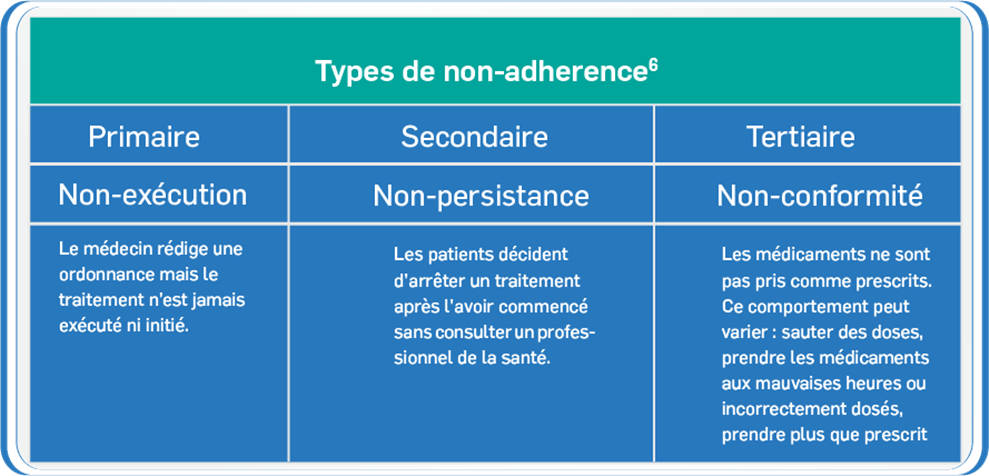 Types de non-adherence⁶
Primaire
Secondaire
Tertiaire
Non-exécution
Non-persistance
Non-conformité
Le médecin rédige une
ordonnance mais le
traitement n'est jamais
exécuté ni initié.
Les patients décident
d'arrêter un traitement
après l'avoir commencé
sans consulter un profes-
sionnel de la santé.
Les médicaments ne sont
pas pris comme prescrits.
Ce comportement peut
varier : sauter des doses,
prendre les médicaments
aux mauvaises heures ou
incorrectement dosés,
prendre plus que prescrit